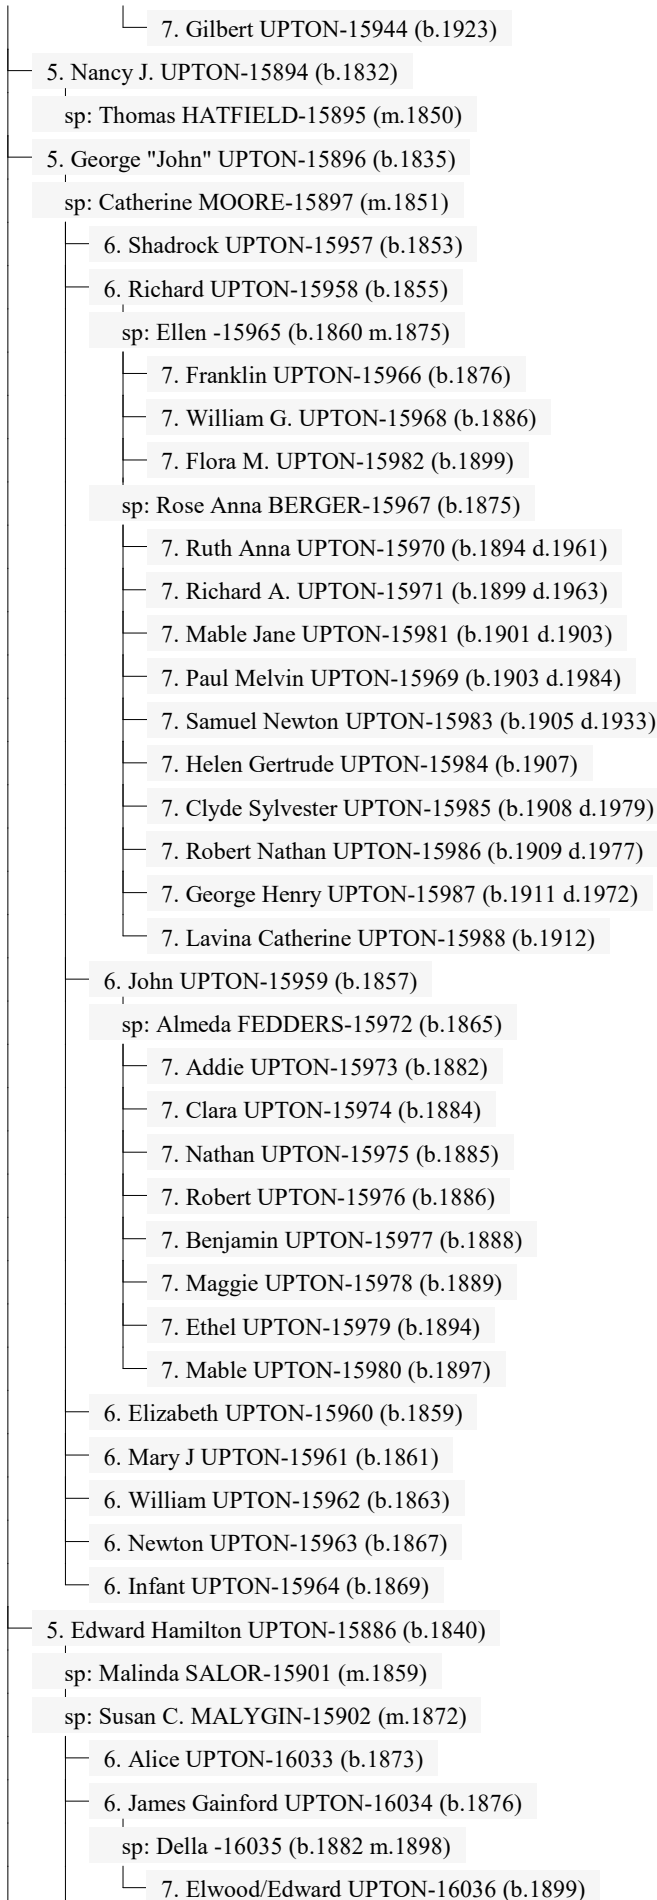 7. Gilbert UPTON-15944 (b.1923)
5. Nancy J. UPTON-15894 (b.1832)
sp: Thomas HATFIELD-15895 (m.1850)
5. George "John" UPTON-15896 (b.1835)
sp: Catherine MOORE-15897 (m.1851)
6. Shadrock UPTON-15957 (b.1853)
6. Richard UPTON-15958 (b.1855)
sp: Ellen -15965 (b.1860 m.1875)
7. Franklin UPTON-15966 (b.1876)
7. William G. UPTON-15968 (b.1886)
7. Flora M. UPTON-15982 (b.1899)
sp: Rose Anna BERGER-15967 (b.1875)
7. Ruth Anna UPTON-15970 (b.1894 d.1961)
7. Richard A. UPTON-15971 (b.1899 d.1963)
7. Mable Jane UPTON-15981 (b.1901 d.1903)
7. Paul Melvin UPTON-15969 (b.1903 d.1984)
7. Samuel Newton UPTON-15983 (b.1905 d.1933)
7. Helen Gertrude UPTON-15984 (b.1907)
7. Clyde Sylvester UPTON-15985 (b.1908 d.1979)
7. Robert Nathan UPTON-15986 (b.1909 d.1977)
7. George Henry UPTON-15987 (b.1911 d.1972)
7. Lavina Catherine UPTON-15988 (b.1912)
6. John UPTON-15959 (b.1857)
sp: Almeda FEDDERS-15972 (b.1865)
7. Addie UPTON-15973 (b.1882)
7. Clara UPTON-15974 (b.1884)
7. Nathan UPTON-15975 (b.1885)
7. Robert UPTON-15976 (b.1886)
7. Benjamin UPTON-15977 (b.1888)
7. Maggie UPTON-15978 (b.1889)
7. Ethel UPTON-15979 (b.1894)
7. Mable UPTON-15980 (b.1897)
6. Elizabeth UPTON-15960 (b.1859)
6. Mary J UPTON-15961 (b.1861)
6. William UPTON-15962 (b.1863)
6. Newton UPTON-15963 (b.1867)
6. Infant UPTON-15964 (b.1869)
5. Edward Hamilton UPTON-15886 (b.1840)
sp: Malinda SALOR-15901 (m.1859)
sp: Susan C. MALYGIN-15902 (m.1872)
6. Alice UPTON-16033 (b.1873)
6. James Gainford UPTON-16034 (b.1876)
sp: Della -16035 (b.1882 m.1898)
7. Elwood/Edward UPTON-16036 (b.1899)